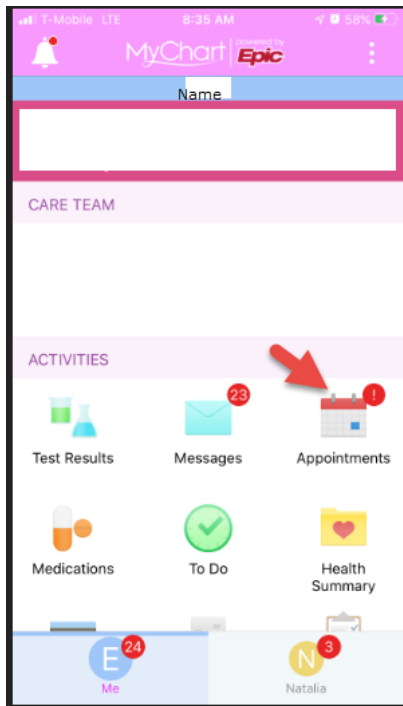 T-Mobile LTE 8:35 AM 58%
MyChart powered by Epic
Name
CARE TEAM
ACTIVITIES
23 !
Test Results Messages Appointments
Medications To Do Health
Summary
E 24 N 3
Me Natalia